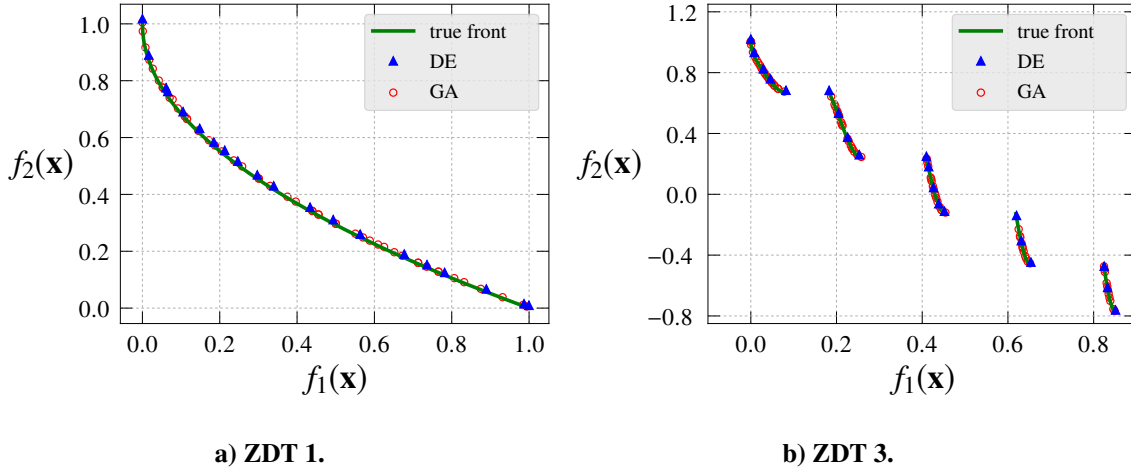 1.0
0.8
0.6
0.4
0.2
0.0
f₂(x)
0.0 0.2 0.4 0.6 0.8 1.0
f₁(x)
true front
DE
GA
a) ZDT 1.
1.2
0.8
0.4
0.0
−0.4
−0.8
f₂(x)
0.0 0.2 0.4 0.6 0.8
f₁(x)
true front
DE
GA
b) ZDT 3.